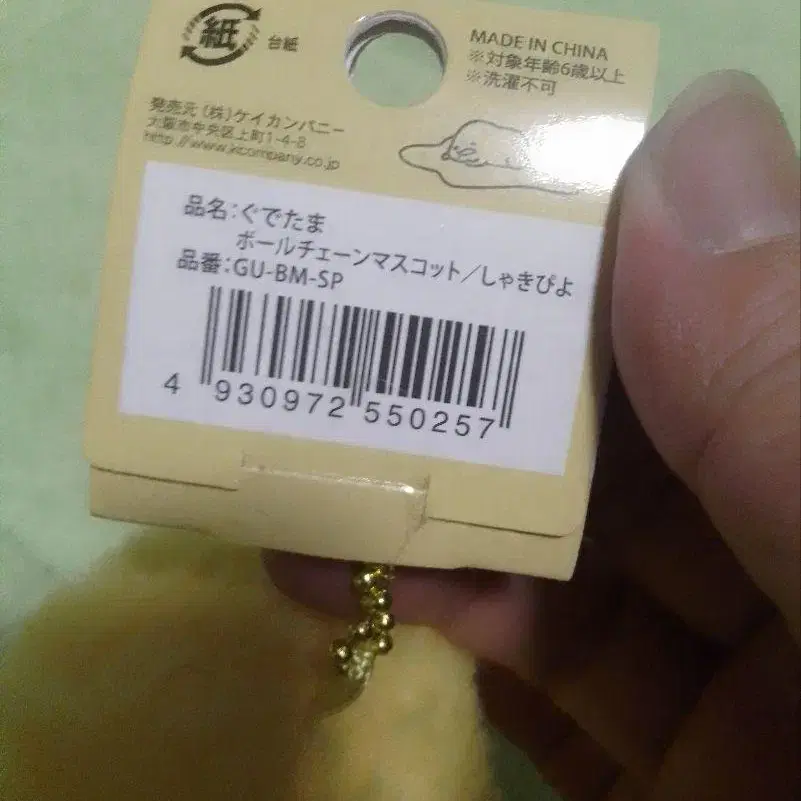 紙
台紙
MADE IN CHINA
※対象年齢6歳以上
※洗濯不可
発売元 (株)ケイカンパニー
大阪市中央区上町1-4-8
http://www.kcompany.co.jp
品名:ぐでたま
ボールチェーンマスコット/しゃきぴよ
品番:GU-BM-SP
4 930972 550257